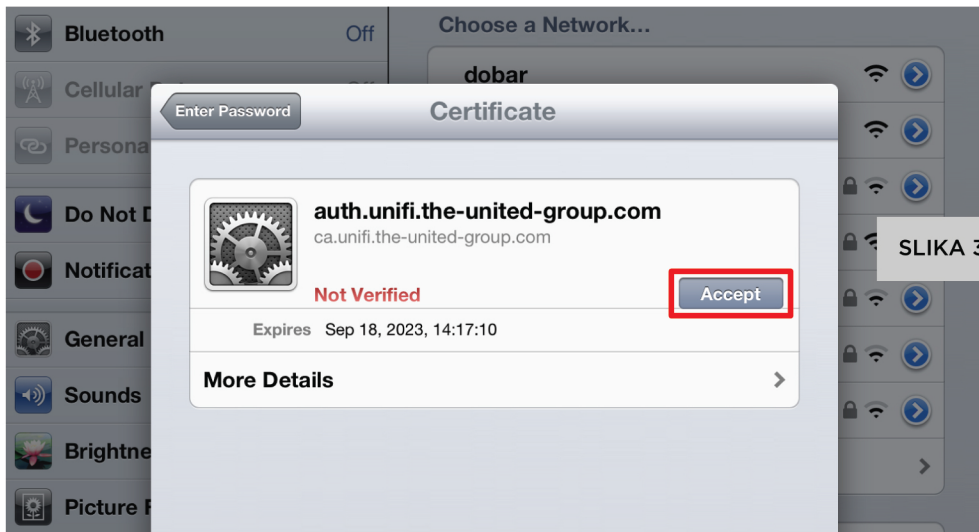 Bluetooth
Off
Choose a Network...
dobar
Cellular
Enter Password
Certificate
Persona
auth.unifi.the-united-group.com
ca.unifi.the-united-group.com
Do Not D
SLIKA 3
Notificat
Not Verified
Accept
Expires Sep 18, 2023, 14:17:10
General
More Details
Sounds
Brightne
Picture F